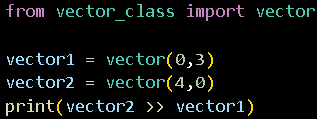 from vector_class import vector
vector1 = vector(0,3)
vector2 = vector(4,0)
print(vector2 >> vector1)